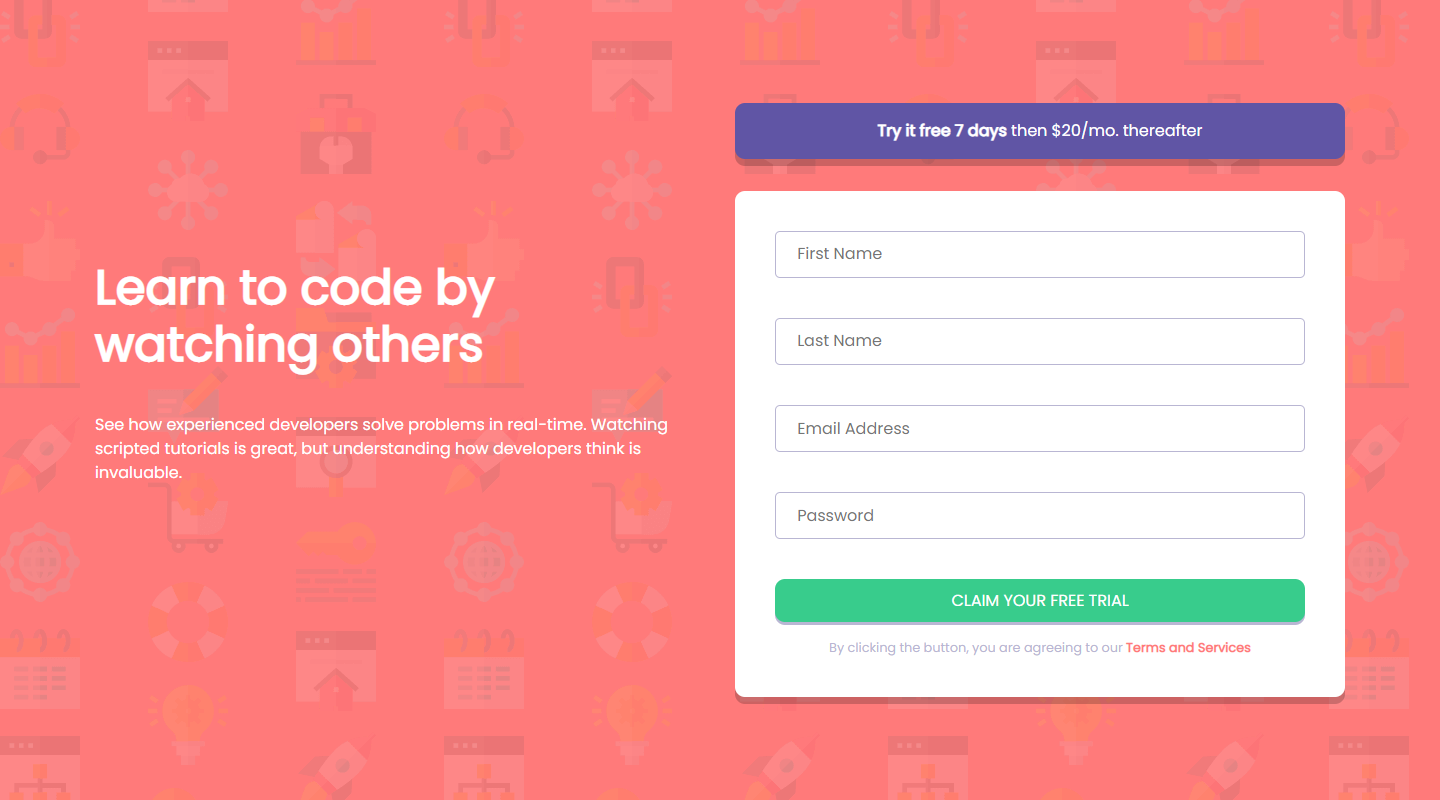 Learn to code by
watching others
See how experienced developers solve problems in real-time. Watching
scripted tutorials is great, but understanding how developers think is
invaluable.
Try it free 7 days then $20/mo. thereafter
First Name
Last Name
Email Address
Password
CLAIM YOUR FREE TRIAL
By clicking the button, you are agreeing to our Terms and Services